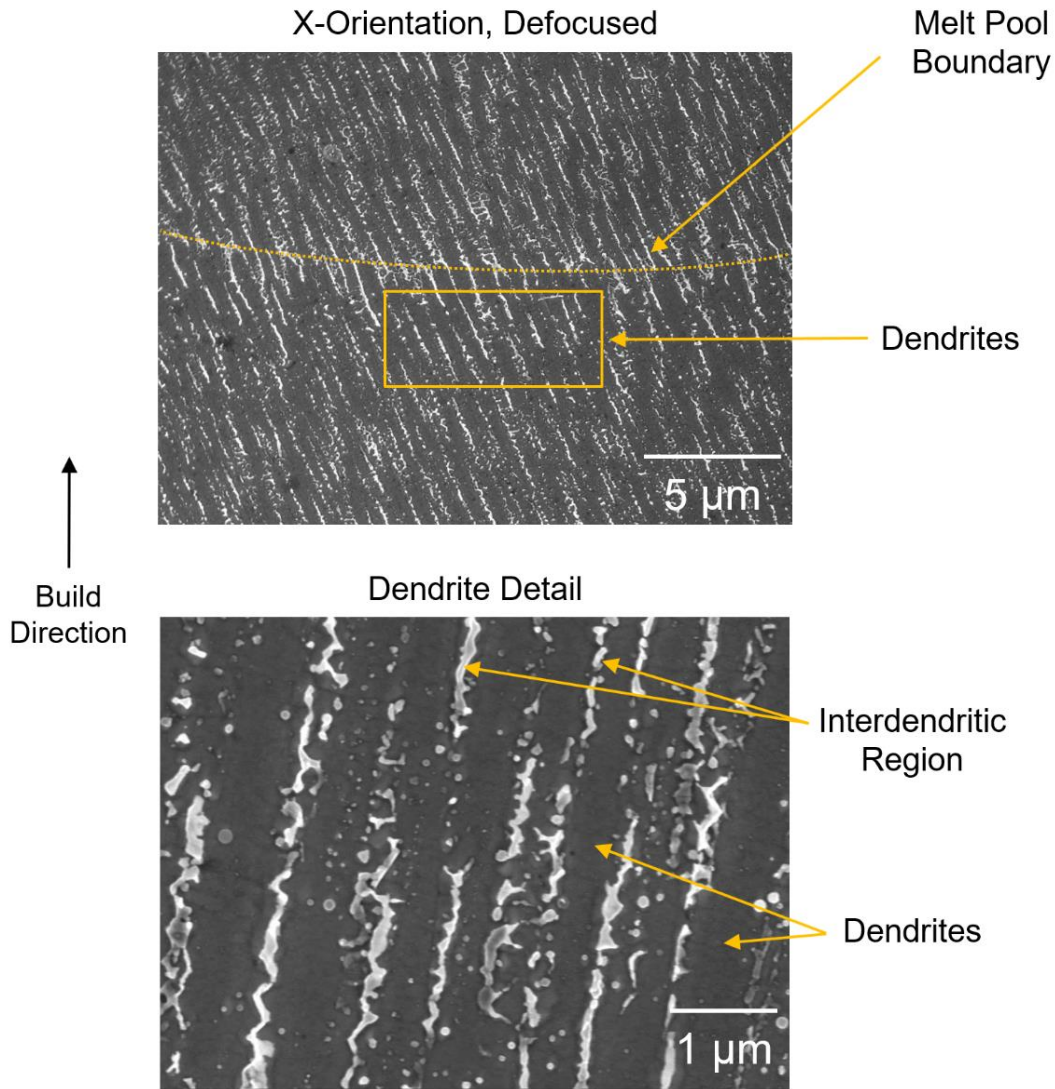 X-Orientation, Defocused
Melt Pool
Boundary
Dendrites
5 μm
Build
Direction
Dendrite Detail
Interdendritic
Region
Dendrites
1 μm